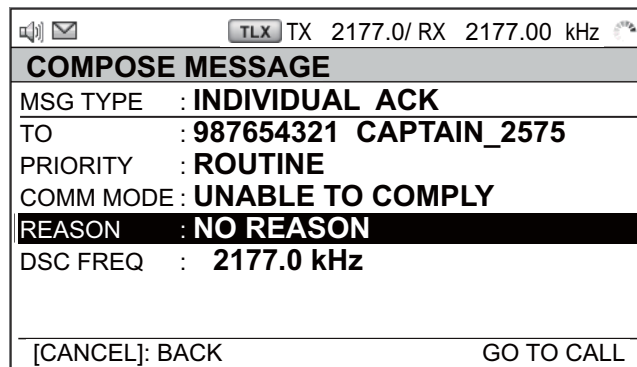 TLX TX 2177.0/ RX 2177.00 kHz
COMPOSE MESSAGE
MSG TYPE : INDIVIDUAL ACK
TO : 987654321 CAPTAIN_2575
PRIORITY : ROUTINE
COMM MODE : UNABLE TO COMPLY
REASON : NO REASON
DSC FREQ : 2177.0 kHz
[CANCEL]: BACK GO TO CALL